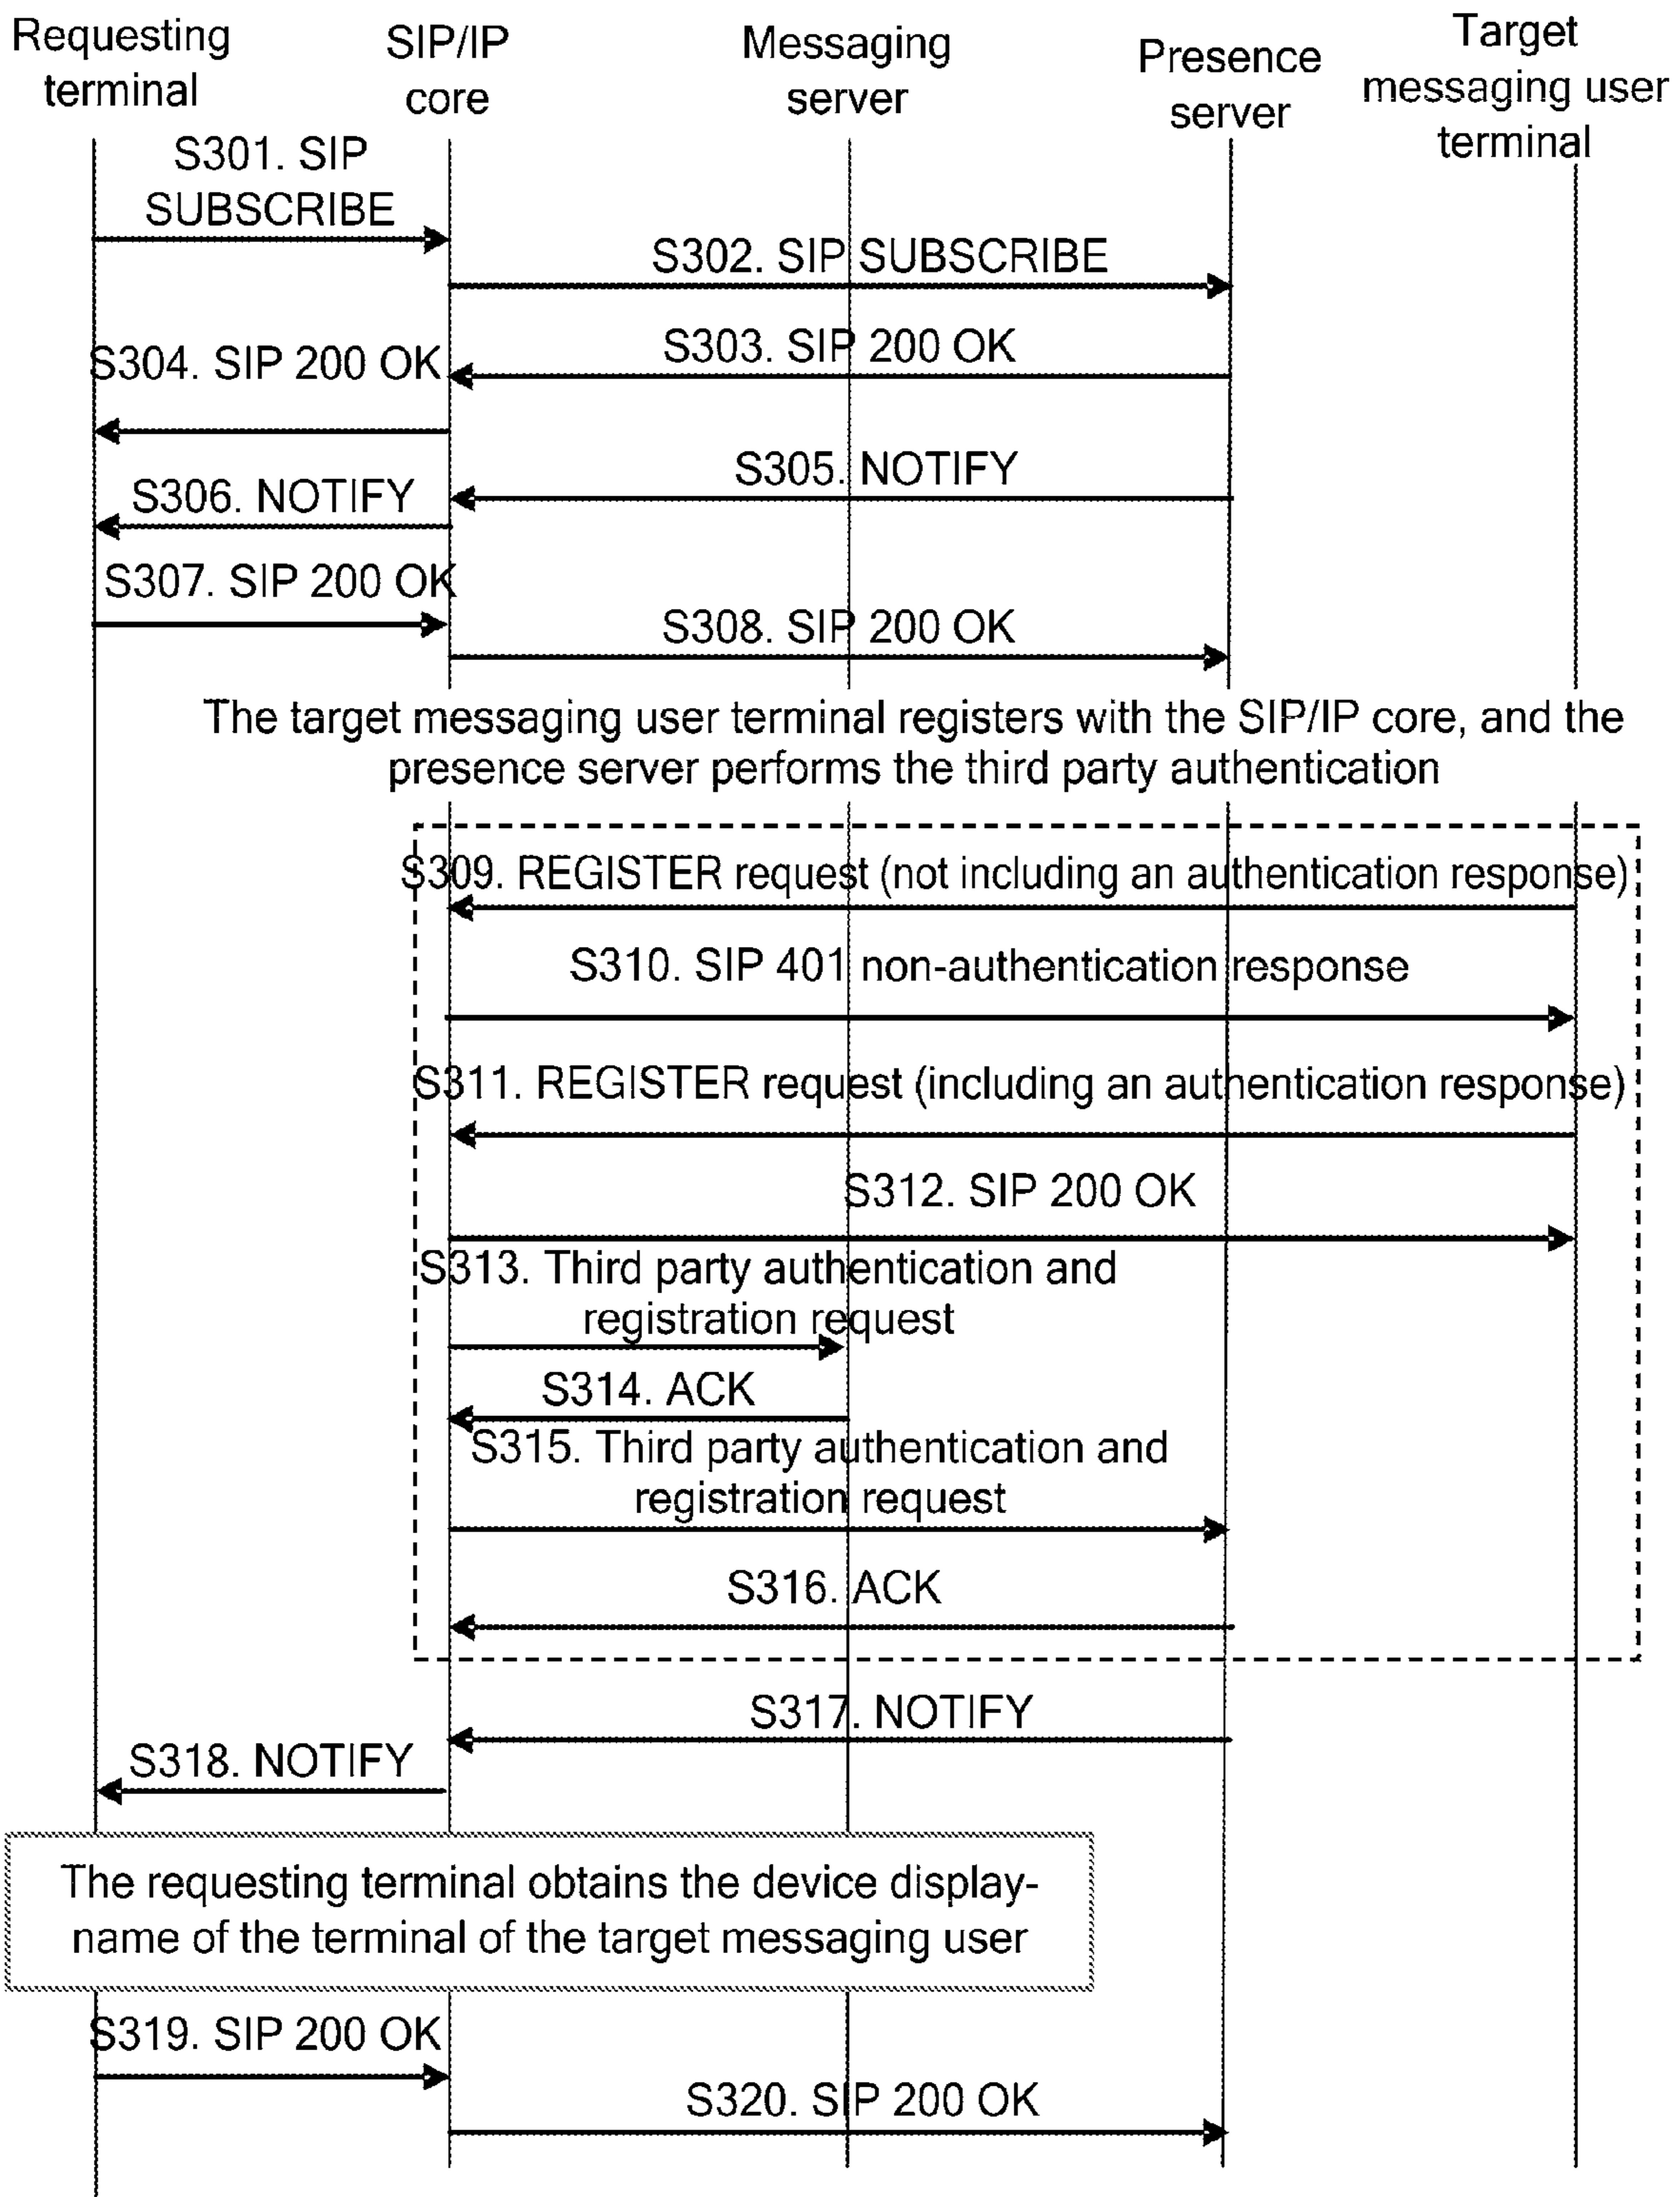 Requesting
terminal
SIP/IP
core
Messaging
server
Presence
server
Target
messaging user
terminal
S301. SIP
SUBSCRIBE
S302. SIP SUBSCRIBE
S303. SIP 200 OK
S304. SIP 200 OK
S305. NOTIFY
S306. NOTIFY
S307. SIP 200 OK
S308. SIP 200 OK
The target messaging user terminal registers with the SIP/IP core, and the
presence server performs the third party authentication
S309. REGISTER request (not including an authentication response)
S310. SIP 401 non-authentication response
S311. REGISTER request (including an authentication response)
S312. SIP 200 OK
S313. Third party authentication and
registration request
S314. ACK
S315. Third party authentication and
registration request
S316. ACK
S317. NOTIFY
S318. NOTIFY
The requesting terminal obtains the device display-
name of the terminal of the target messaging user
S319. SIP 200 OK
S320. SIP 200 OK